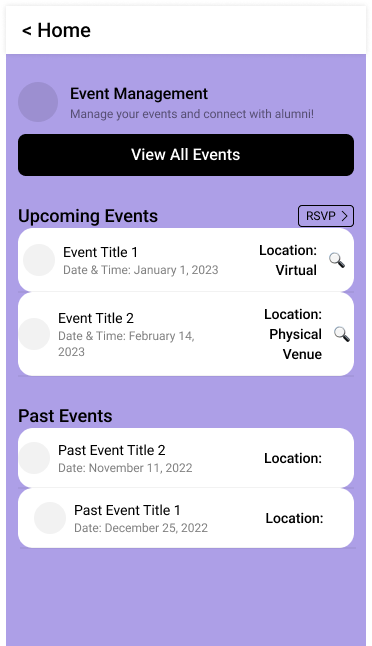 < Home
Event Management
Manage your events and connect with alumni!
View All Events
Upcoming Events
RSVP >
Event Title 1
Date & Time: January 1, 2023
Location:
Virtual
Event Title 2
Date & Time: February 14,
2023
Location:
Physical
Venue
Past Events
Past Event Title 2
Date: November 11, 2022
Location:
Past Event Title 1
Date: December 25, 2022
Location: